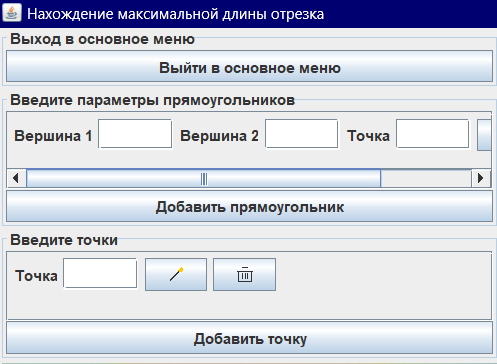 Нахождение максимальной длины отрезка
Выход в основное меню
Выйти в основное меню
Введите параметры прямоугольников
Вершина 1 Вершина 2 Точка
Добавить прямоугольник
Введите точки
Точка
Добавить точку